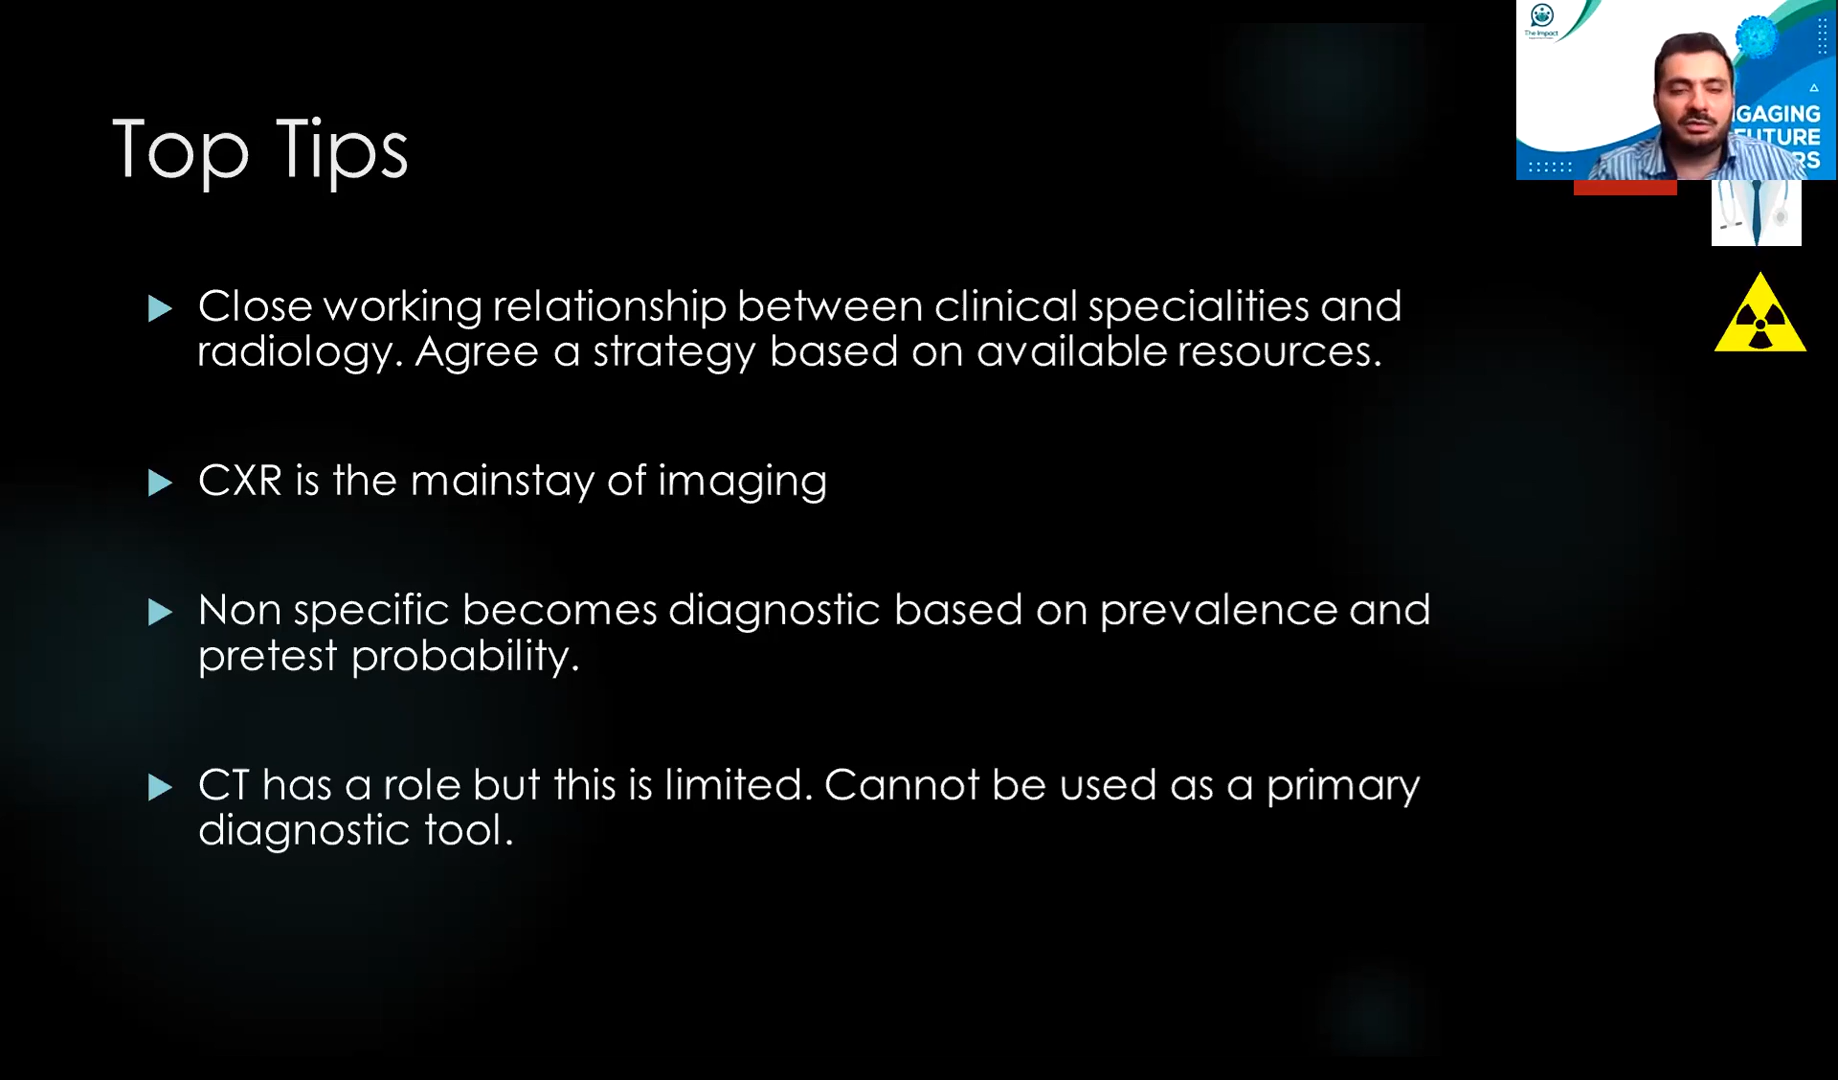 Top Tips
Close working relationship between clinical specialities and
radiology. Agree a strategy based on available resources.
CXR is the mainstay of imaging
Non specific becomes diagnostic based on prevalence and
pretest probability.
CT has a role but this is limited. Cannot be used as a primary
diagnostic tool.
The Impact
GAGING
FUTURE
RS